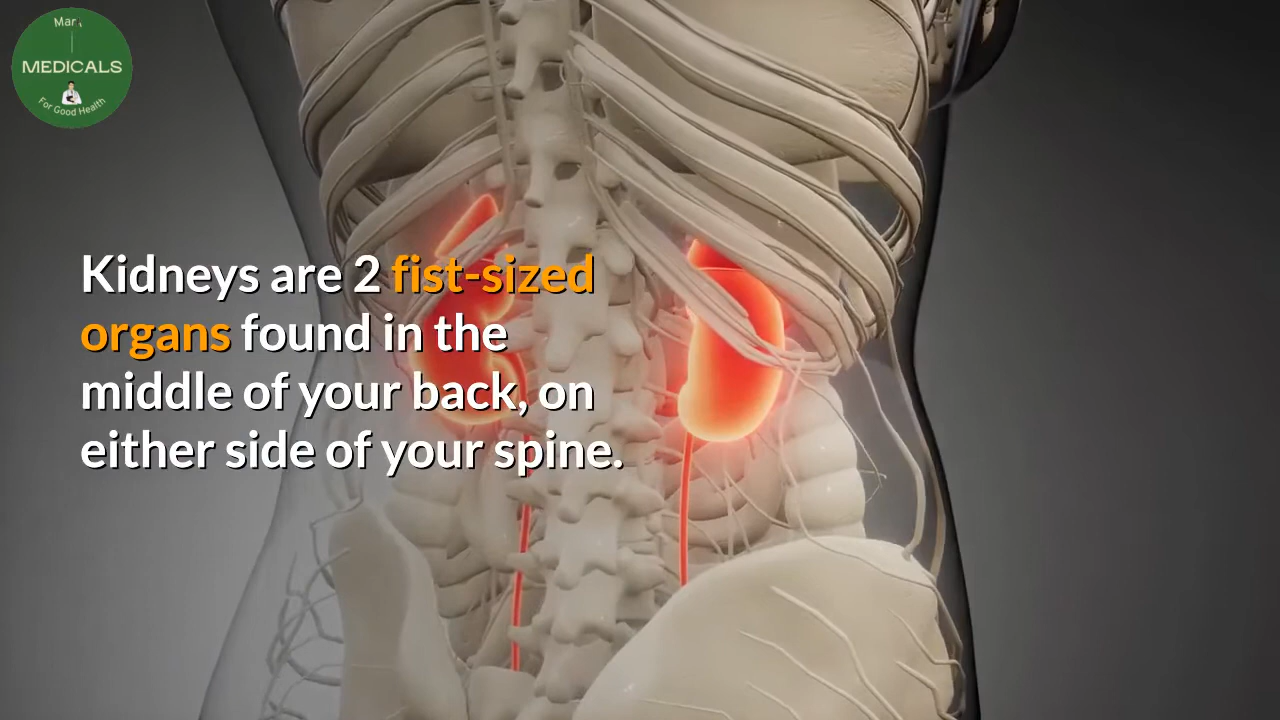 Mark
MEDICALS
For Good Health
Kidneys are 2 fist-sized
organs found in the
middle of your back, on
either side of your spine.